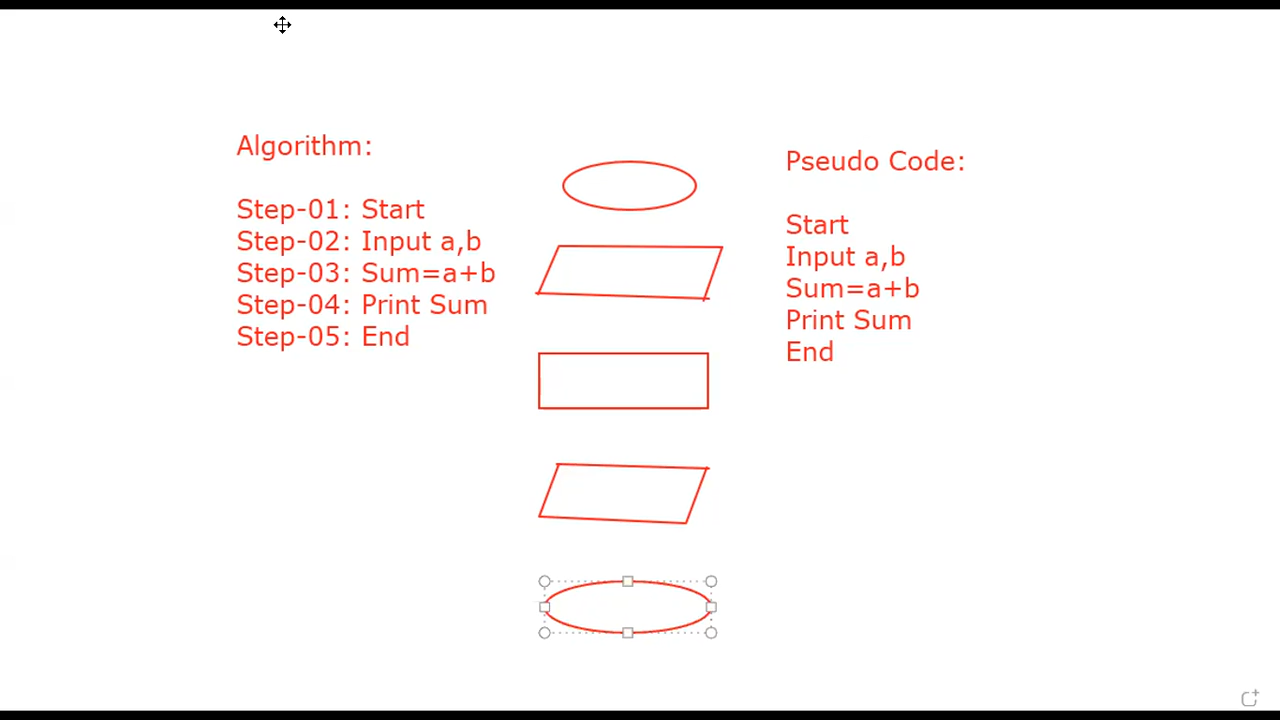 Algorithm:
Step-01: Start
Step-02: Input a,b
Step-03: Sum=a+b
Step-04: Print Sum
Step-05: End
Pseudo Code:
Start
Input a,b
Sum=a+b
Print Sum
End